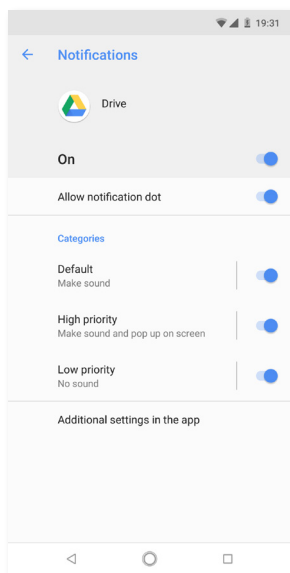 19:31
Notifications
Drive
On
Allow notification dot
Categories
Default
Make sound
High priority
Make sound and pop up on screen
Low priority
No sound
Additional settings in the app